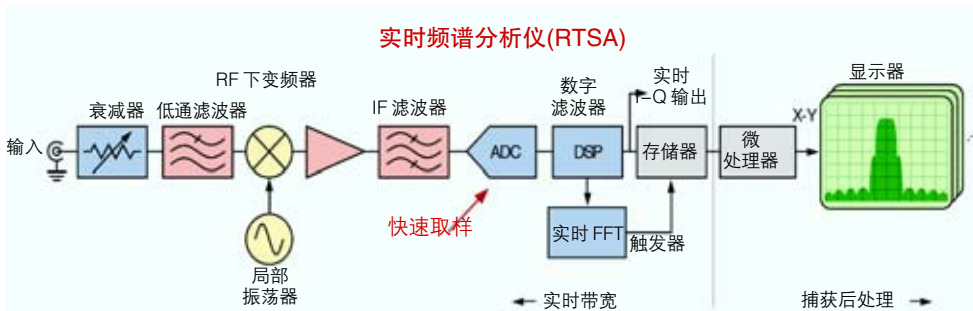 实时频谱分析仪(RTSA)
RF 下变频器
衰减器
低通滤波器
IF 滤波器
数字
滤波器
实时
I-Q 输出
显示器
输入
ADC
DSP
存储器
微
处理器
X-Y
快速取样
实时 FFT
触发器
局部
振荡器
实时带宽
捕获后处理